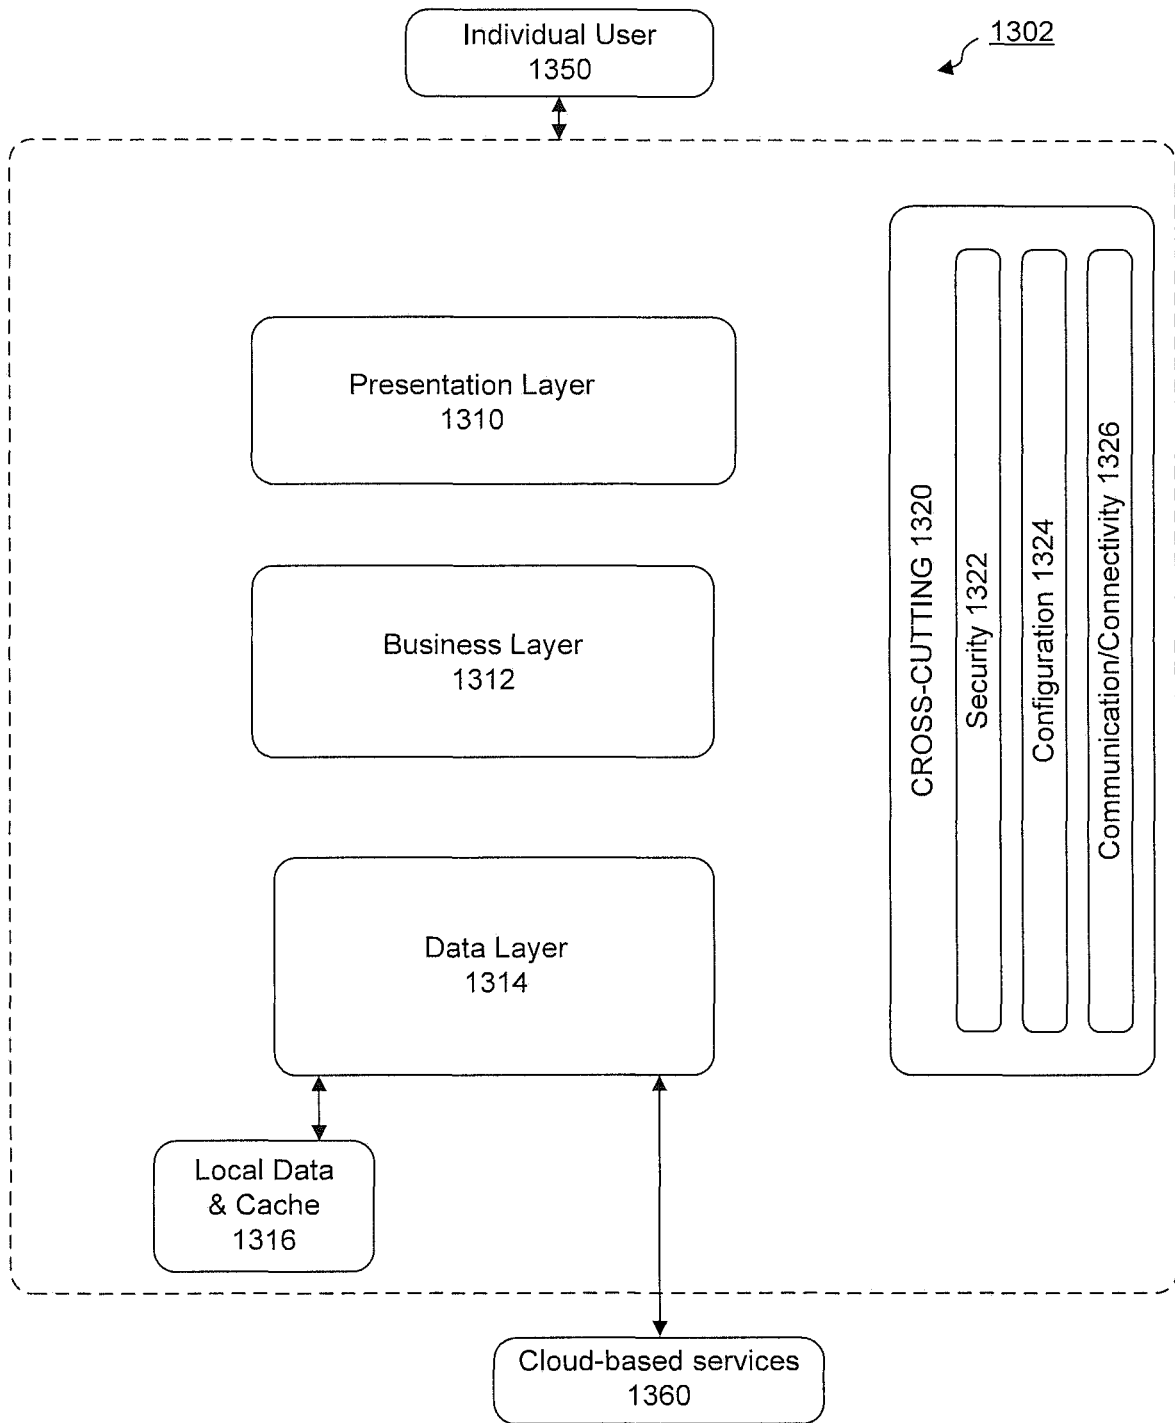 Individual User
1350
1302
Presentation Layer
1310
Business Layer
1312
Data Layer
1314
Local Data
& Cache
1316
CROSS-CUTTING 1320
Security 1322
Configuration 1324
Communication/Connectivity 1326
Cloud-based services
1360